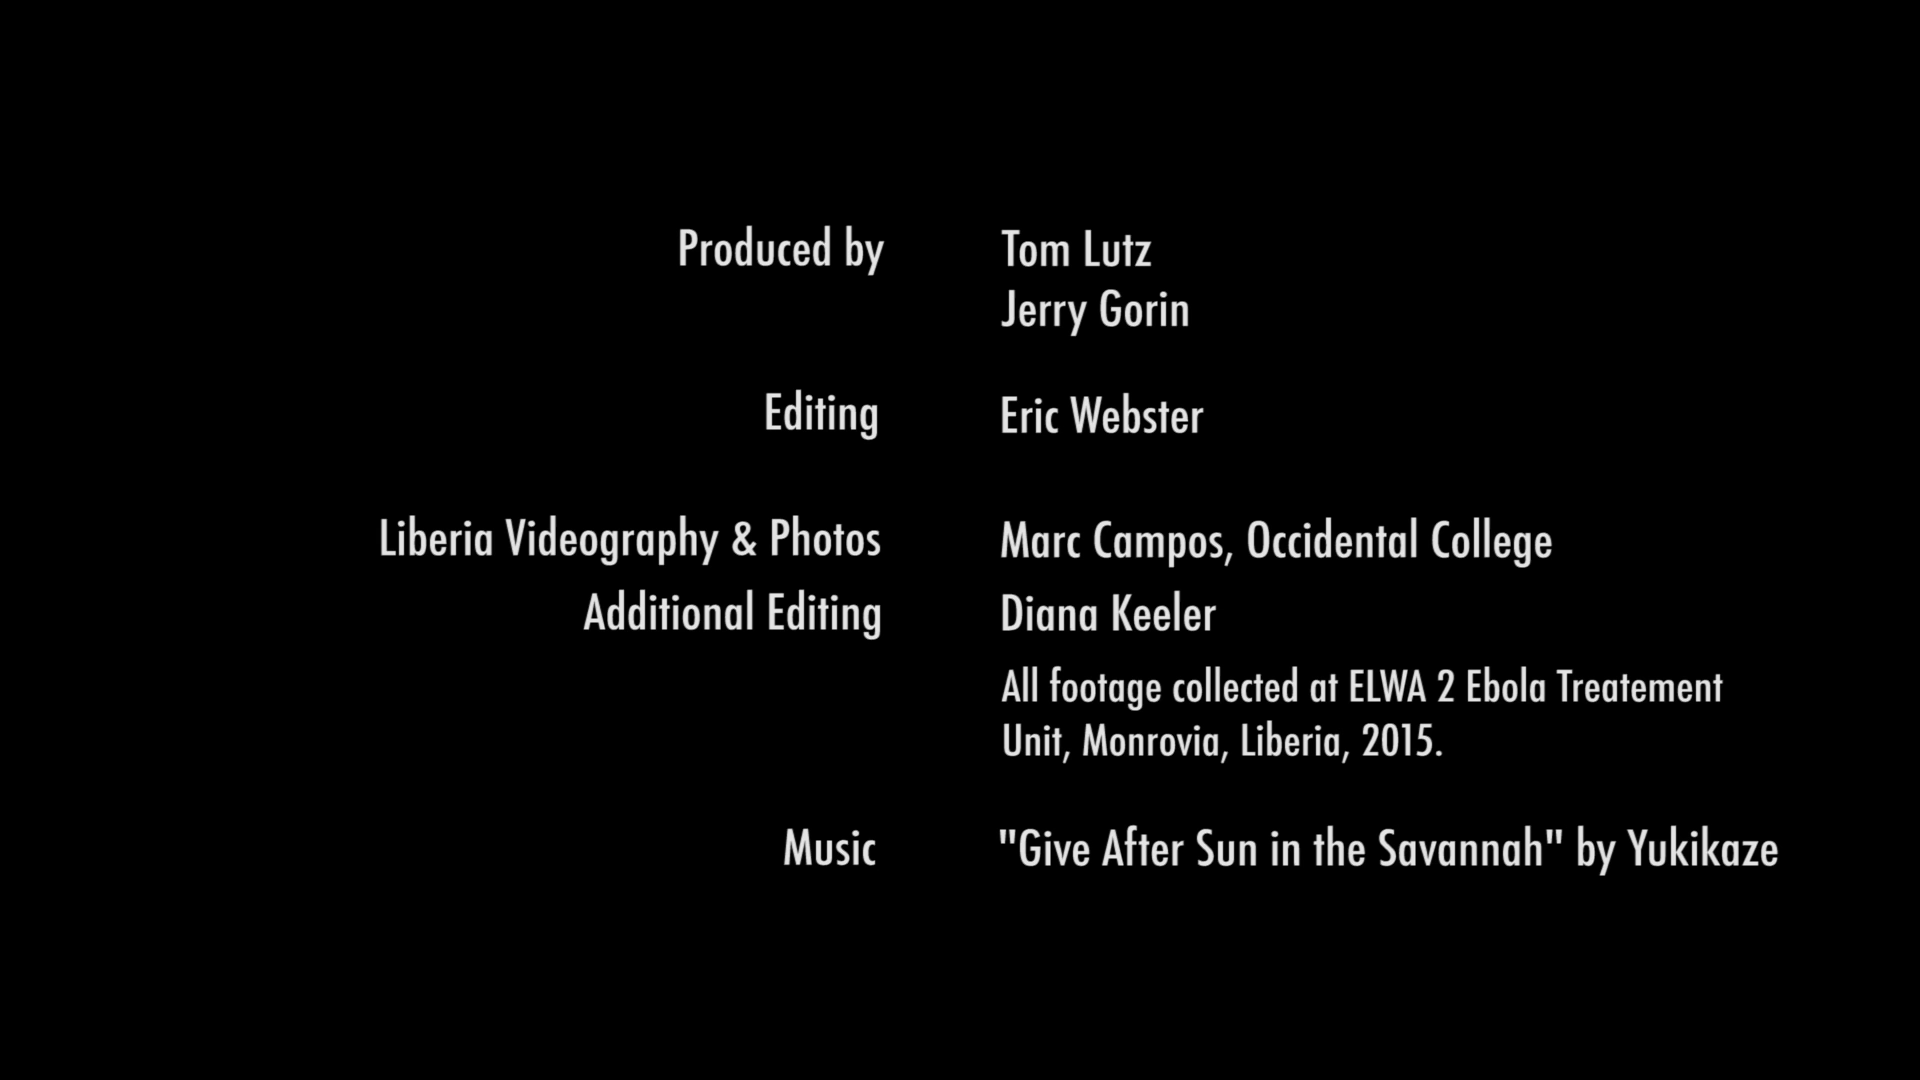 Produced by Tom Lutz
Jerry Gorin
Editing Eric Webster
Liberia Videography & Photos Marc Campos, Occidental College
Additional Editing Diana Keeler
All footage collected at ELWA 2 Ebola Treatement
Unit, Monrovia, Liberia, 2015.
Music "Give After Sun in the Savannah" by Yukikaze